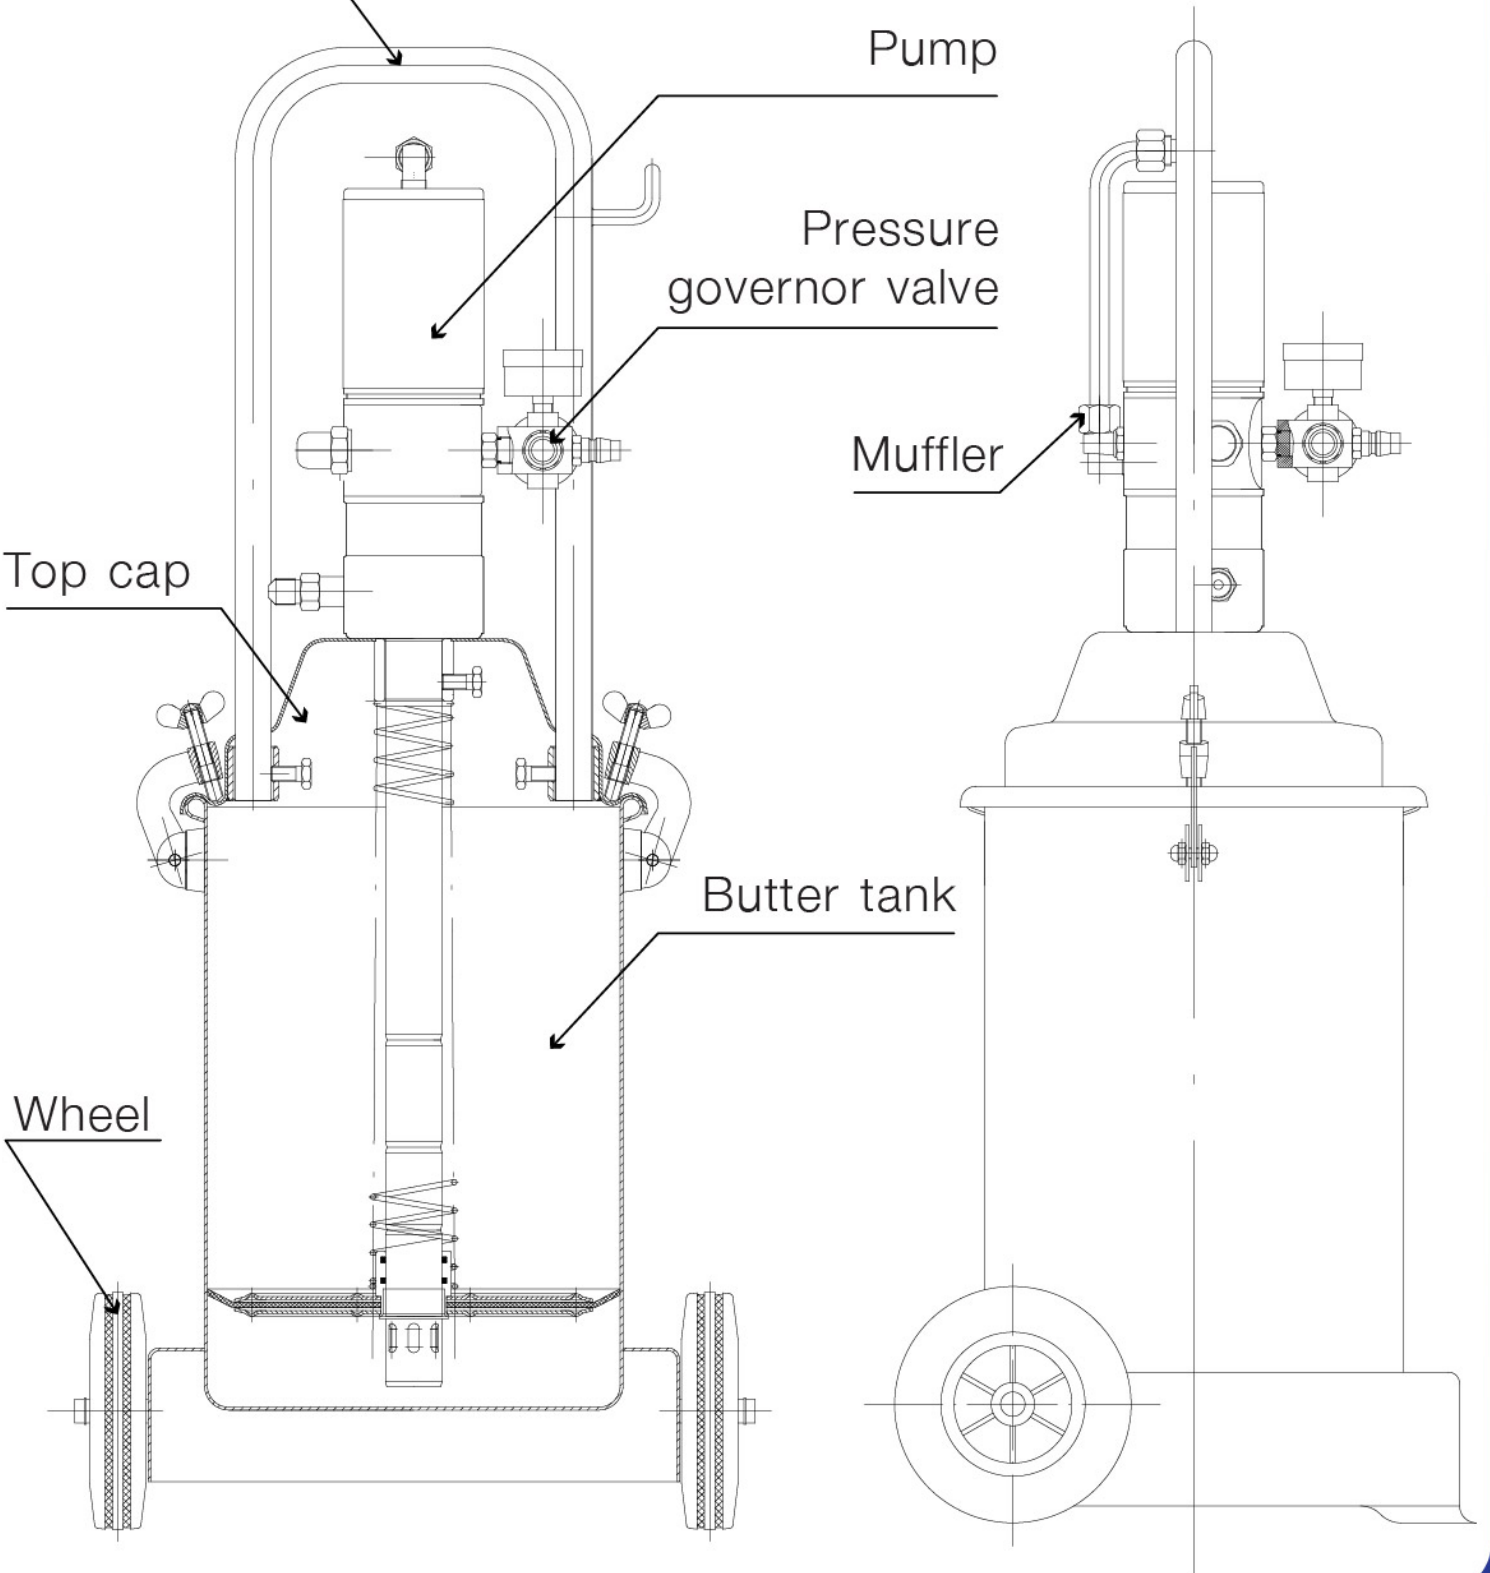 Pump
Pressure
governor valve
Muffler
Top cap
Butter tank
Wheel